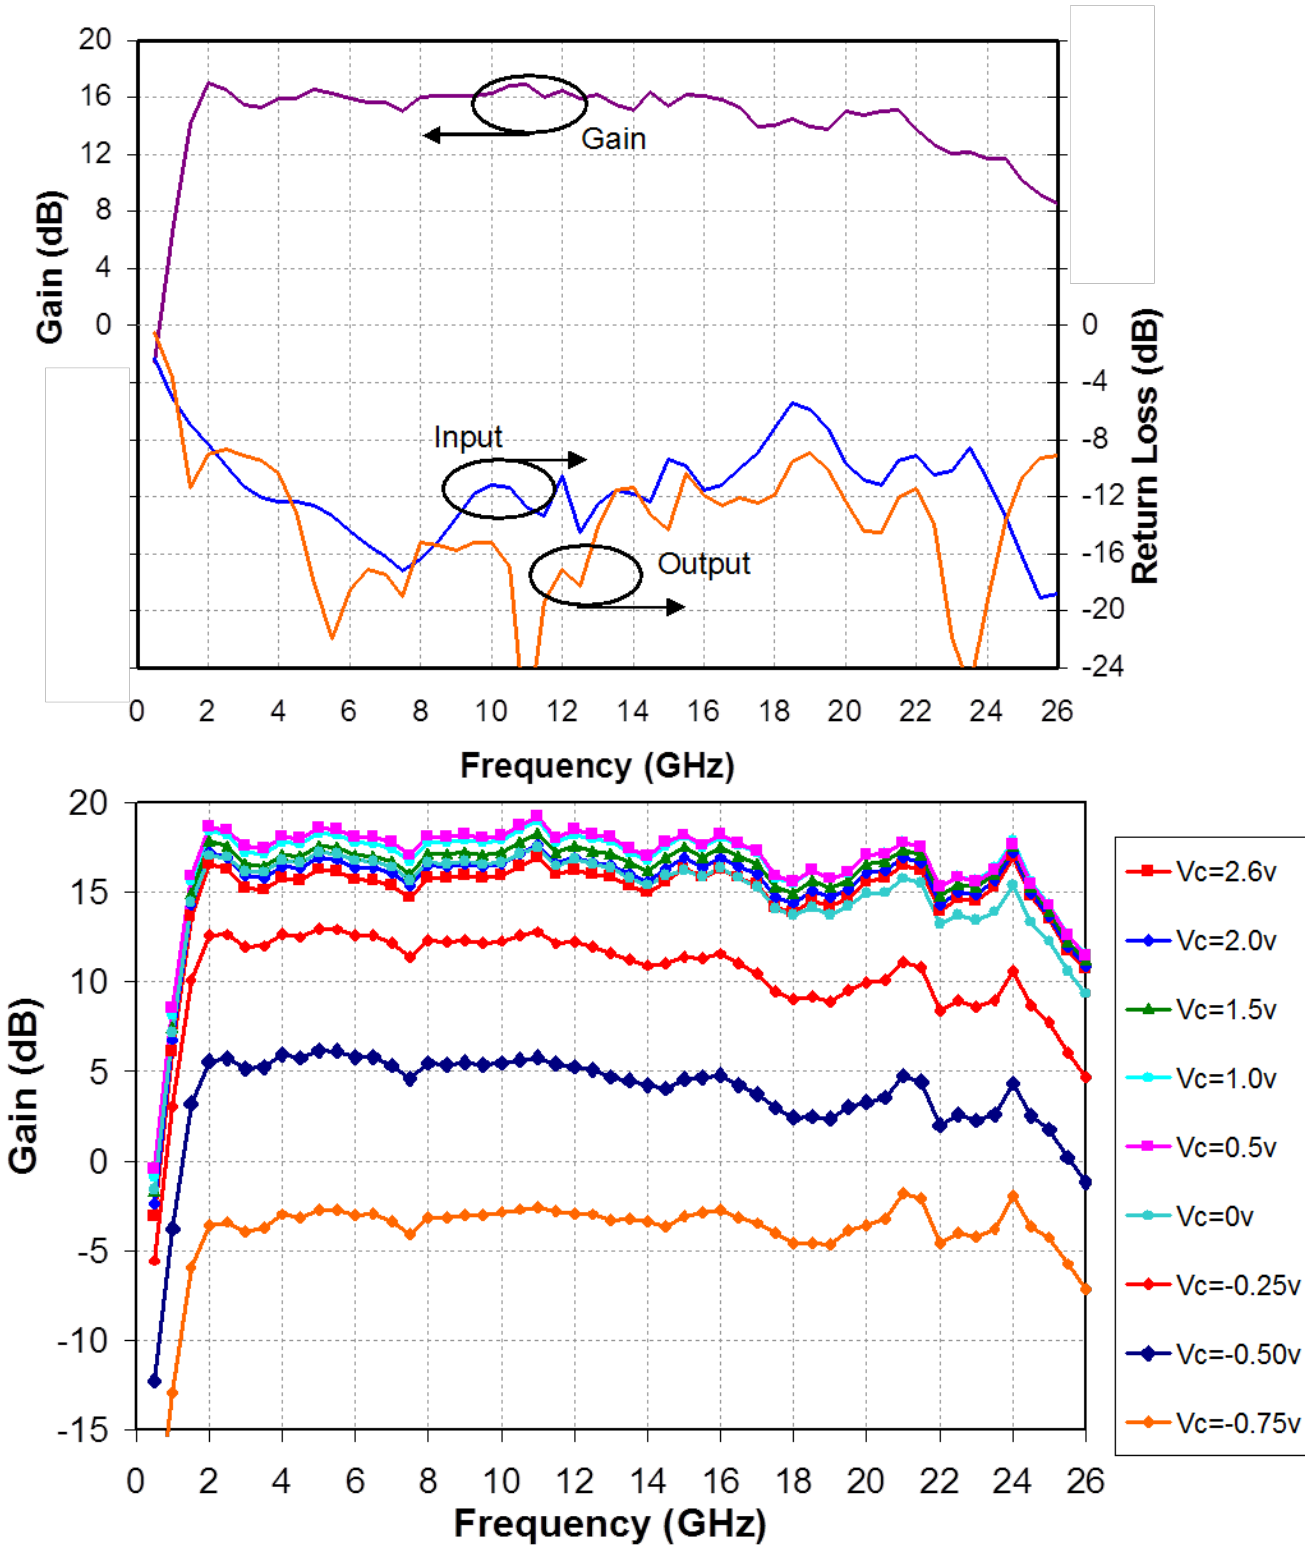 20
16
12
8
4
0
Gain (dB)
Gain
Input
Output
0
-4
-8
-12
-16
-20
-24
Return Loss (dB)
0 2 4 6 8 10 12 14 16 18 20 22 24 26
Frequency (GHz)
20
15
10
5
0
-5
-10
-15
Gain (dB)
0 2 4 6 8 10 12 14 16 18 20 22 24 26
Frequency (GHz)
Vc=2.6v
Vc=2.0v
Vc=1.5v
Vc=1.0v
Vc=0.5v
Vc=0v
Vc=-0.25v
Vc=-0.50v
Vc=-0.75v